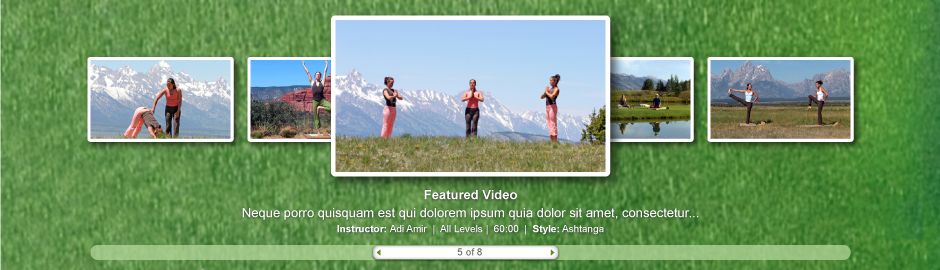 Featured Video
Neque porro quisquam est qui dolorem ipsum quia dolor sit amet, consectetur...
Instructor: Adi Amir | All Levels | 60:00 | Style: Ashtanga
5 of 8